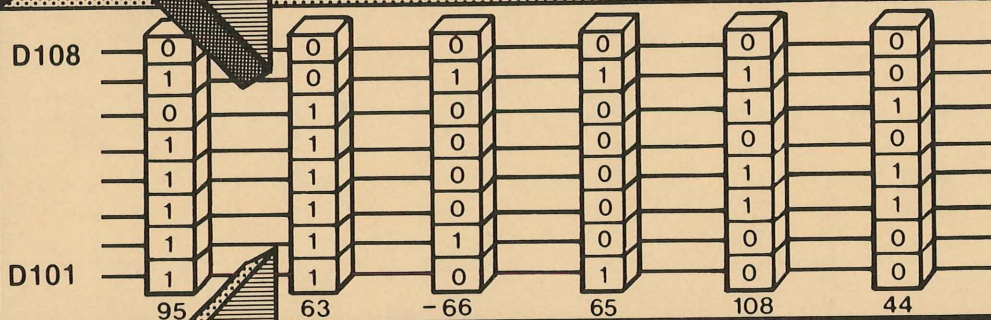 D108 0 0 0 0 0 0
1 0 1 1 1 0
0 1 0 0 1 1
1 1 0 0 0 0
1 1 0 0 1 1
1 1 0 0 1 1
1 1 1 0 0 0
D101 1 1 0 1 0 0
95 63 -66 65 108 44